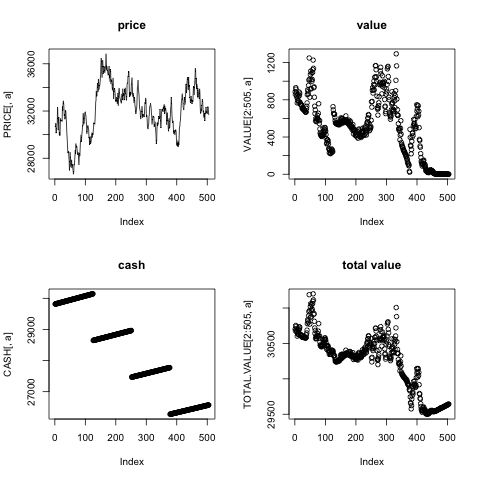 price
PRICE[, a]
28000 32000 36000
0 100 200 300 400 500
Index
value
VALUE[2:505, a]
0 400 800 1200
0 100 200 300 400 500
Index
cash
CASH[, a]
27000 29000
0 100 200 300 400 500
Index
total value
TOTAL.VALUE[2:505, a]
29500 30500
0 100 200 300 400 500
Index